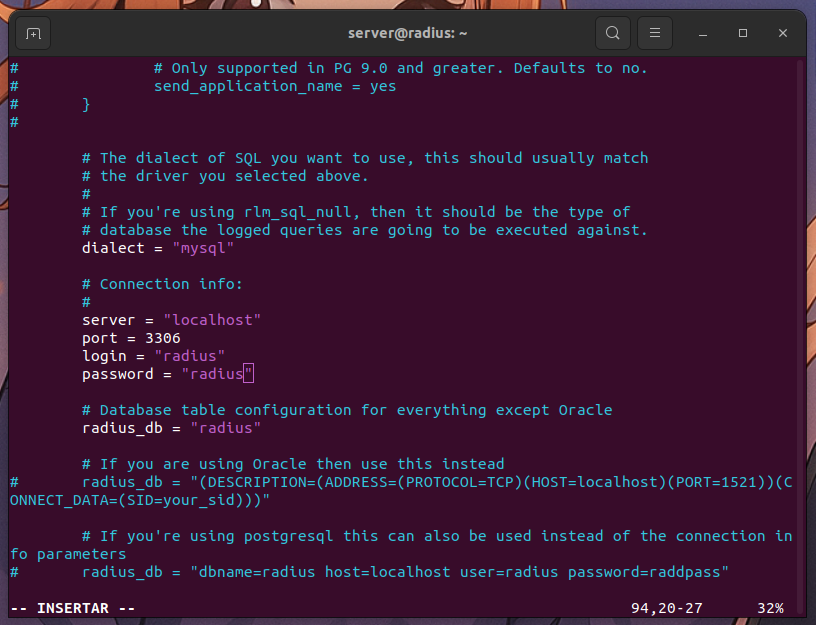 server@radius: ~
#               # Only supported in PG 9.0 and greater. Defaults to no.
#               send_application_name = yes
#       }
#
        # The dialect of SQL you want to use, this should usually match
        # the driver you selected above.
        #
        # If you're using rlm_sql_null, then it should be the type of
        # database the logged queries are going to be executed against.
        dialect = "mysql"
        # Connection info:
        #
        server = "localhost"
        port = 3306
        login = "radius"
        password = "radius"
        # Database table configuration for everything except Oracle
        radius_db = "radius"
        # If you are using Oracle then use this instead
#       radius_db = "(DESCRIPTION=(ADDRESS=(PROTOCOL=TCP)(HOST=localhost)(PORT=1521))(C
ONNECT_DATA=(SID=your_sid)))"
        # If you're using postgresql this can also be used instead of the connection in
fo parameters
#       radius_db = "dbname=radius host=localhost user=radius password=raddpass"
-- INSERTAR --                                                       94,20-27      32%